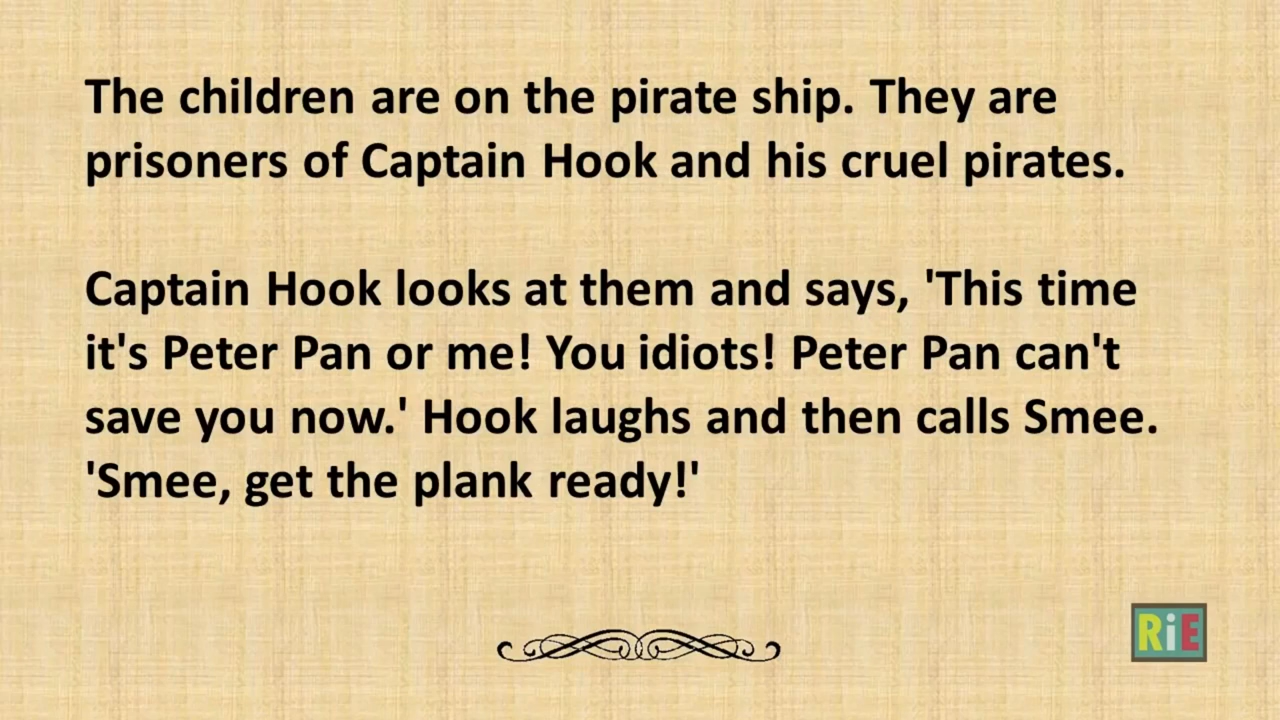 The children are on the pirate ship. They are
prisoners of Captain Hook and his cruel pirates.
Captain Hook looks at them and says, 'This time
it's Peter Pan or me! You idiots! Peter Pan can't
save you now.' Hook laughs and then calls Smee.
'Smee, get the plank ready!'
RiE